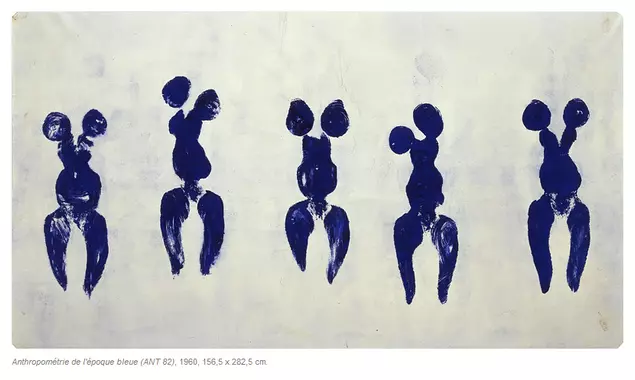 Anthropométrie de l'époque bleue (ANT 82), 1960, 156,5 x 282,5 cm.